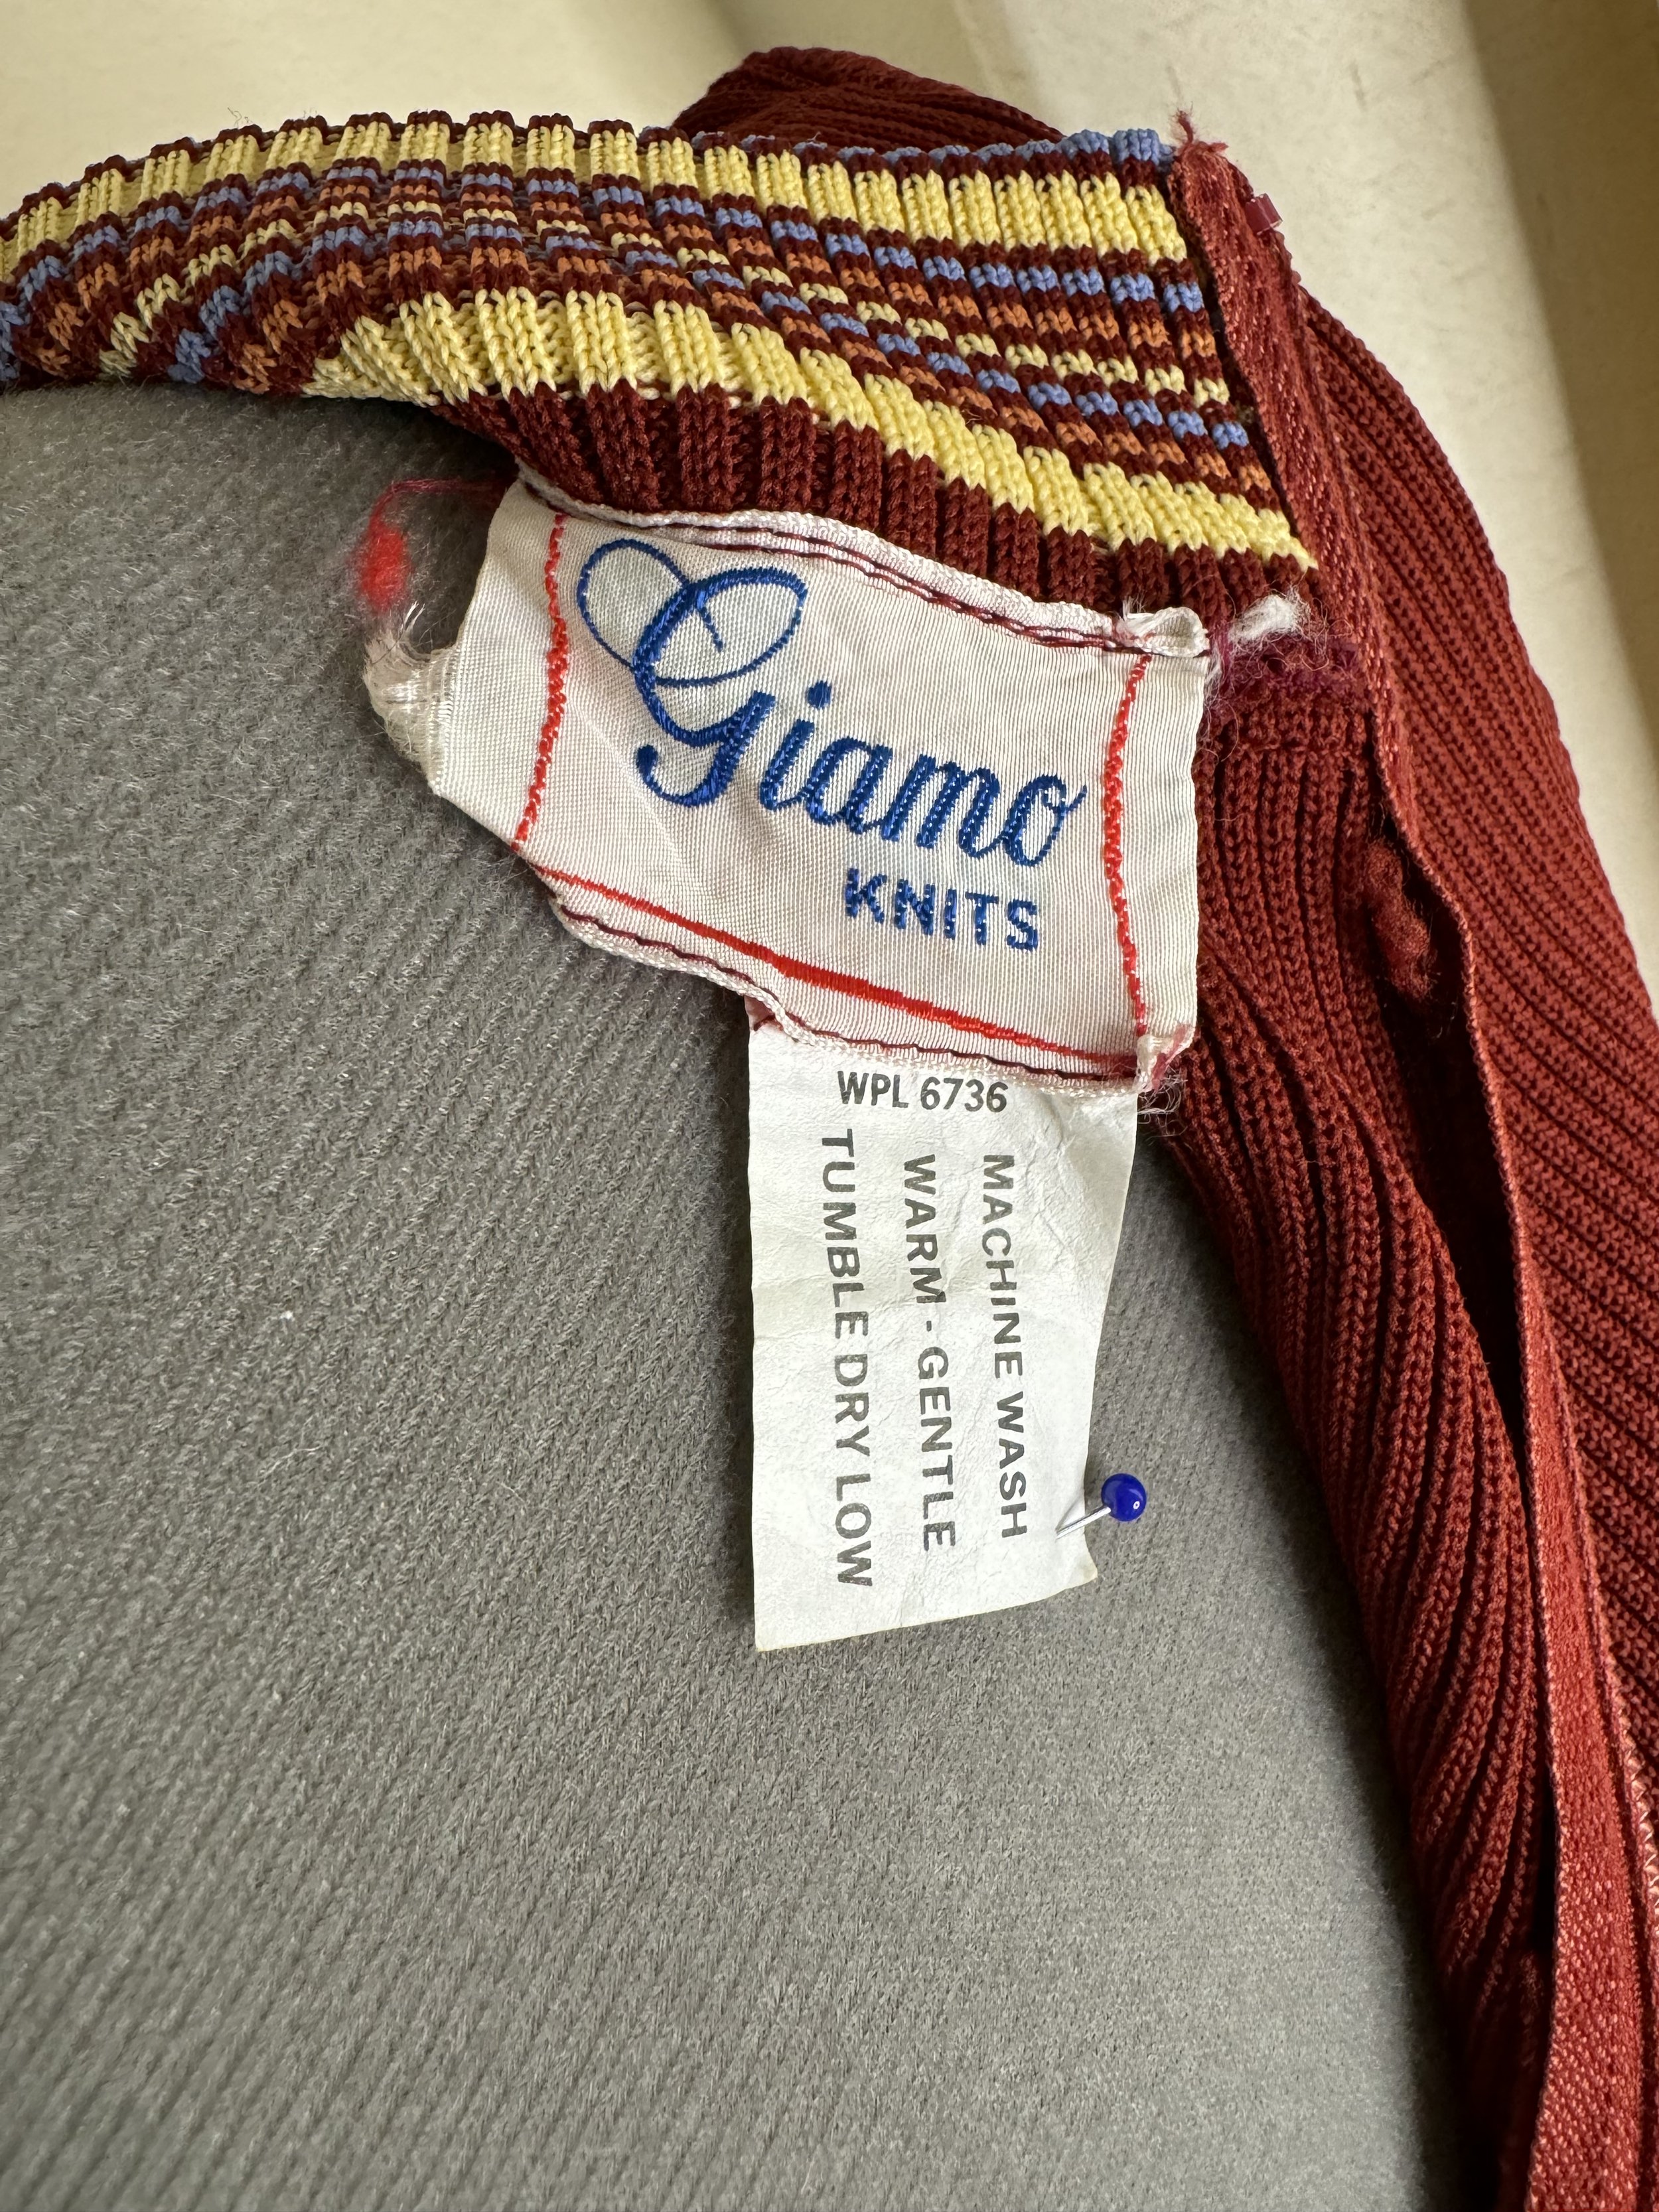 Giamo
KNITS
WPL 6736
MACHINE WASH
WARM - GENTLE
TUMBLE DRY LOW